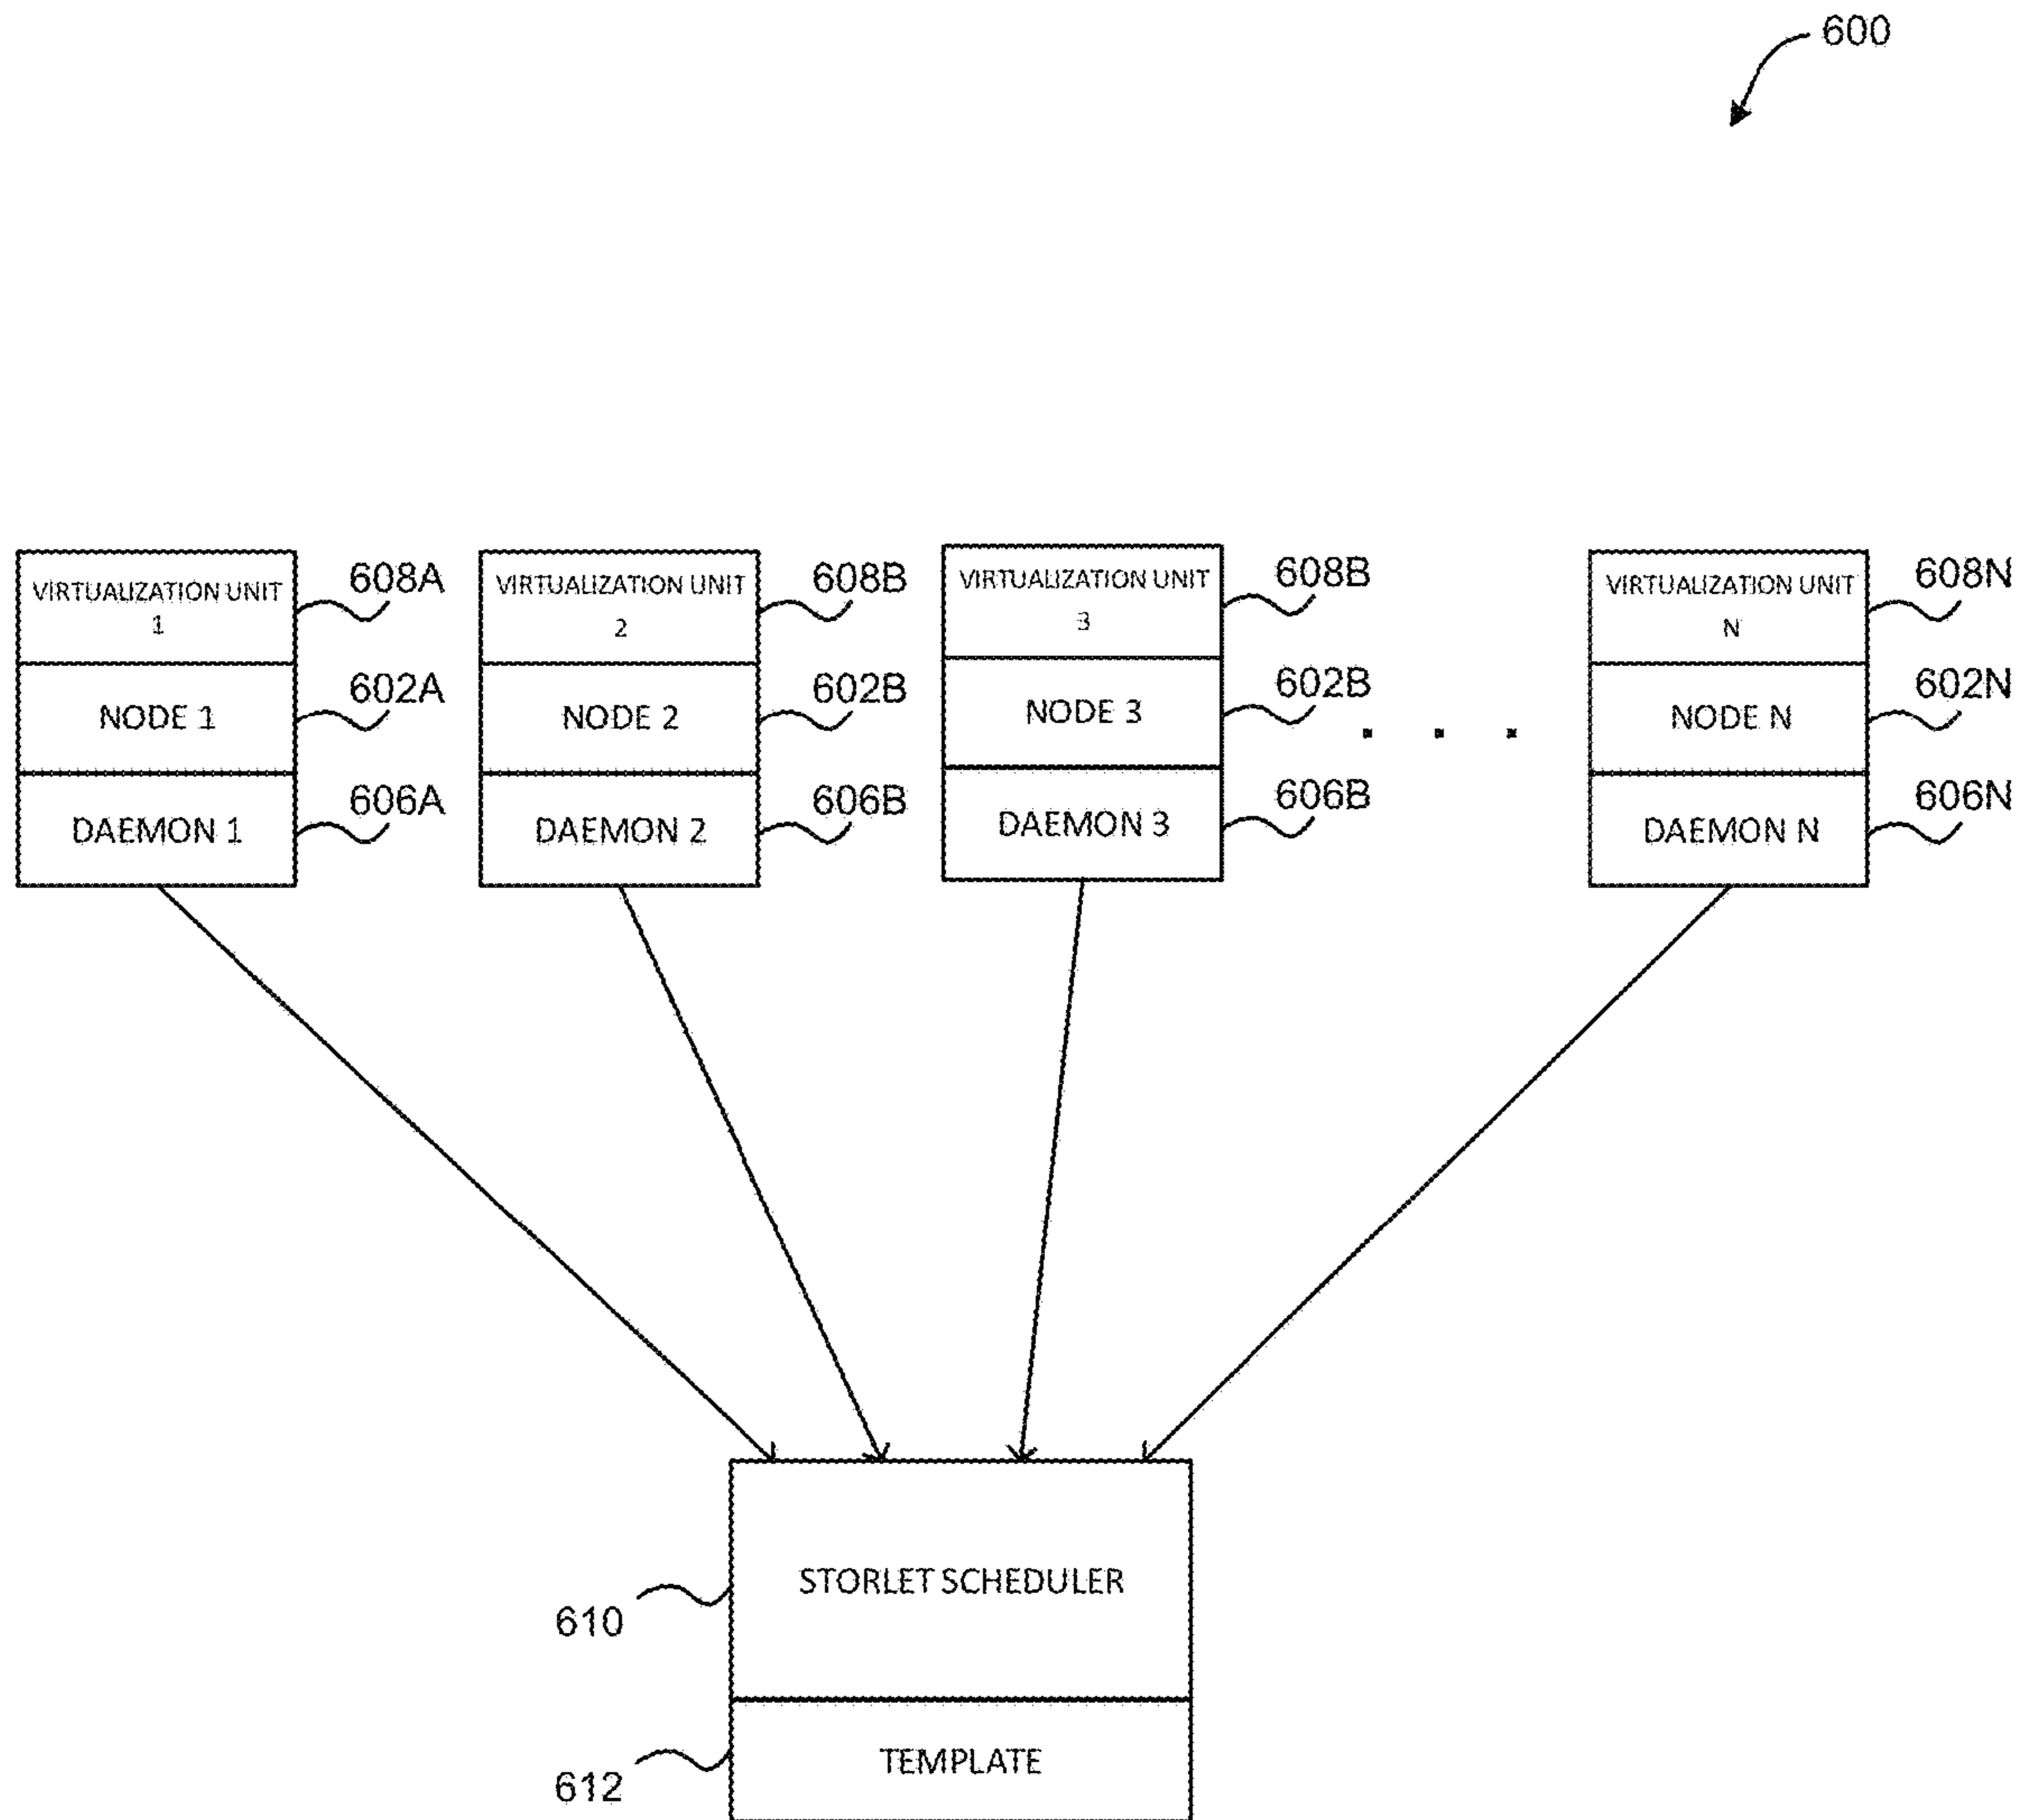 600
VIRTUALIZATION UNIT
1
608A
NODE 1
602A
DAEMON 1
606A
VIRTUALIZATION UNIT
2
608B
NODE 2
602B
DAEMON 2
606B
VIRTUALIZATION UNIT
3
608B
NODE 3
602B
DAEMON 3
606B
. . .
VIRTUALIZATION UNIT
N
608N
NODE N
602N
DAEMON N
606N
STORLET SCHEDULER
610
TEMPLATE
612